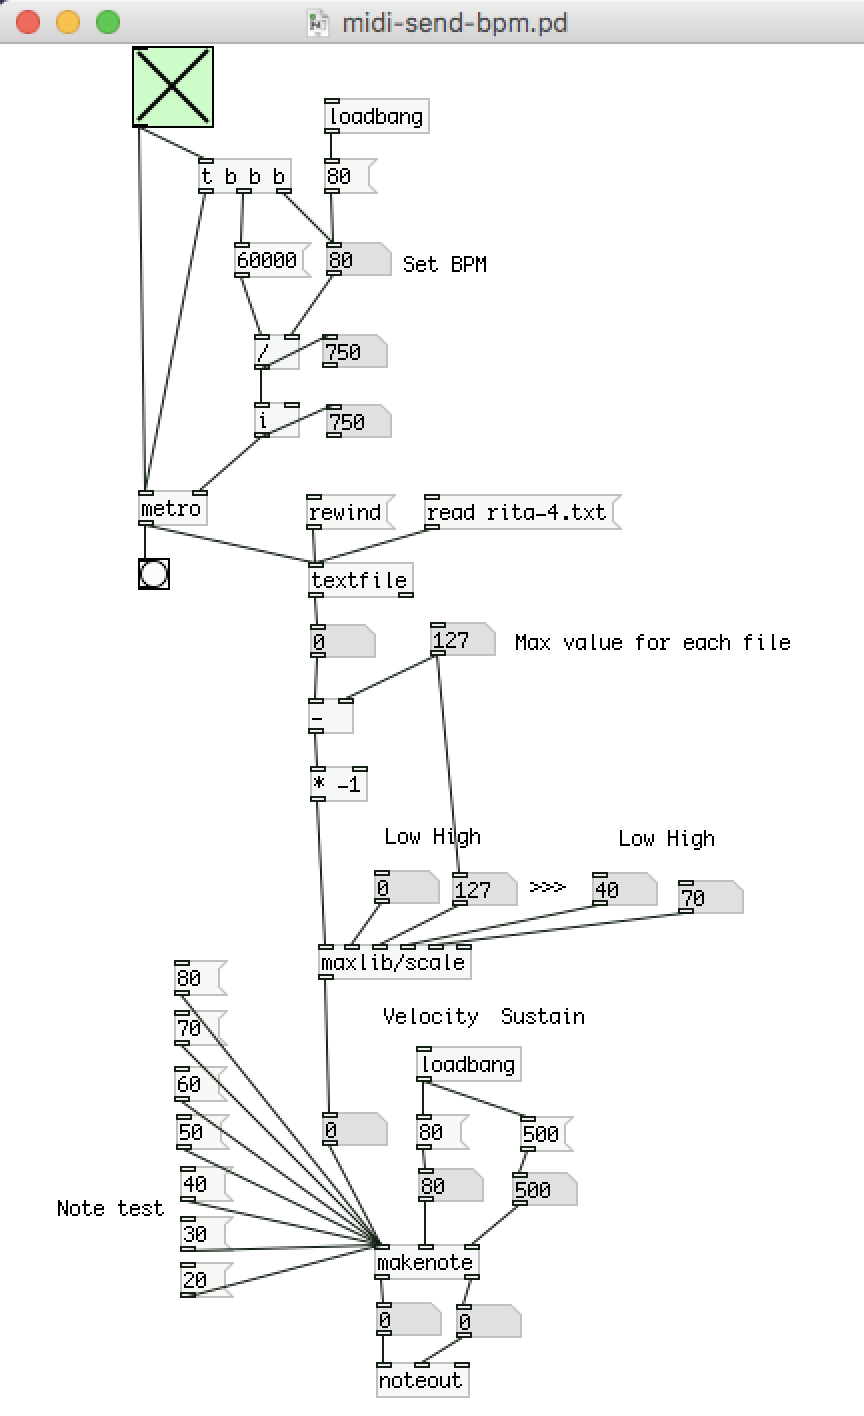 midi-send-bpm.pd
loadbang
t b b b
80
60000
80
Set BPM
/
750
i
750
metro
rewind
read rita-4.txt
textfile
0
127
Max value for each file
-
* -1
Low High
Low High
0
127
>>>
40
70
maxlib/scale
80
70
60
50
40
30
20
Note test
Velocity Sustain
loadbang
0
80
500
80
500
makenote
0
0
noteout